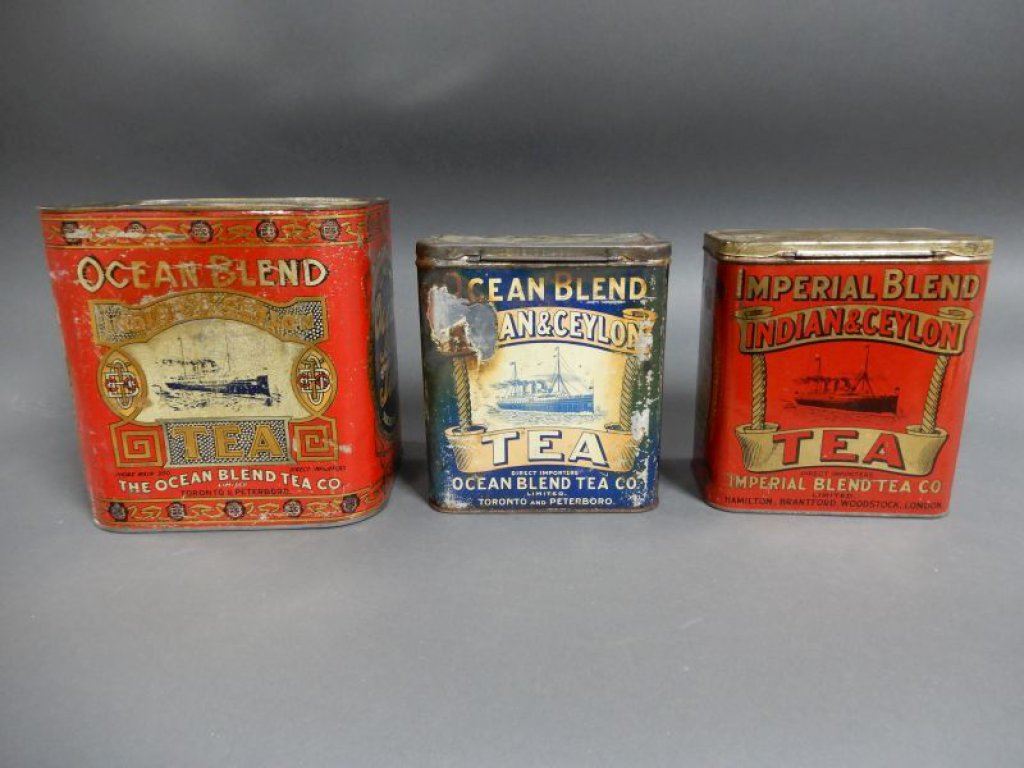 OCEAN BLEND
TEA
DIRECT IMPORTERS
THE OCEAN BLEND TEA CO.
LIMITED
TORONTO & PETERBORO.
OCEAN BLEND
AN & CEYLON
TEA
DIRECT IMPORTERS
OCEAN BLEND TEA CO.
LIMITED.
TORONTO AND PETERBORO.
IMPERIAL BLEND
INDIAN & CEYLON
TEA
DIRECT IMPORTERS
IMPERIAL BLEND TEA CO
LIMITED
HAMILTON, BRANTFORD, WOODSTOCK, LONDON